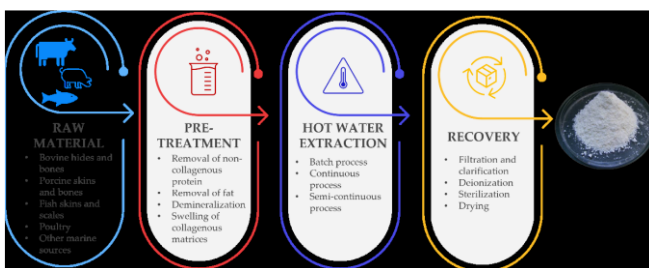 RAW
MATERIAL
• Bovine hides and
bones
• Porcine skins
and bones
• Fish skins and
scales
• Poultry
• Other marine
sources
PRE-
TREATMENT
• Removal of non-
collagenous
protein
• Removal of fat
• Demineralization
• Swelling of
collagenous
matrices
HOT WATER
EXTRACTION
• Batch process
• Continuous
process
• Semi-continuous
process
RECOVERY
• Filtration and
clarification
• Deionization
• Sterilization
• Drying